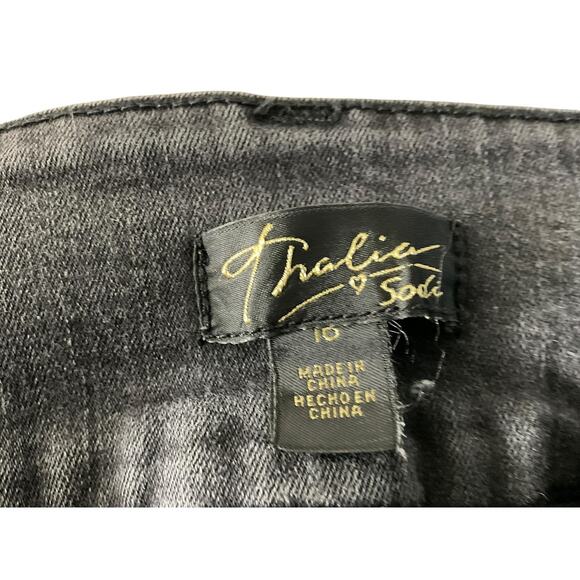 Thalia
Sodi
10
MADE IN
CHINA
HECHO EN
CHINA